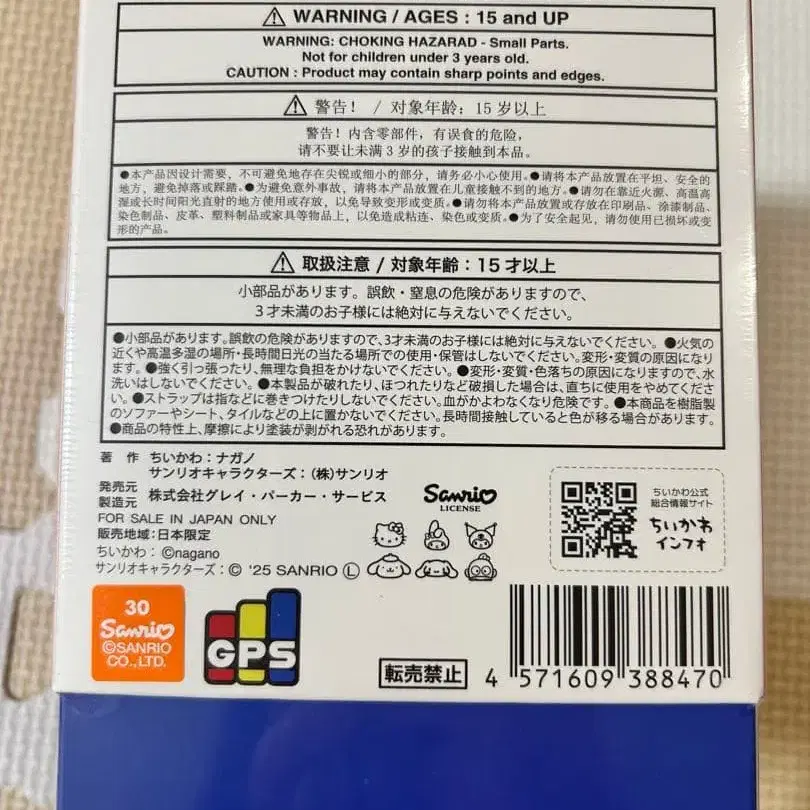 ⚠ WARNING / AGES : 15 and UP
WARNING: CHOKING HAZARAD - Small Parts.
Not for children under 3 years old.
CAUTION : Product may contain sharp points and edges.
⚠ 警告! / 对象年龄: 15 岁以上
警告! 内含零部件, 有误食的危险,
请不要让未满 3 岁的孩子接触到本品。
●本产品因设计需要, 不可避免地存在尖锐或细小的部分, 请务必小心使用。●请将本产品放置在平坦、安全的
地方, 避免掉落或踩踏。●为避免意外事故, 请将本产品放置在儿童接触不到的地方。●请勿在靠近火源、高温高
湿或长时间阳光直射的地方使用或存放, 以免导致变形或变质。●请勿将本产品放置或存放在印刷品、涂漆制品、
染色制品、皮革、塑料制品或家具等物品上, 以免造成粘连、染色或变质。●为了安全起见, 请勿使用已损坏或变
形的产品。
⚠ 取扱注意 / 対象年齢 : 15 才以上
小部品があります。誤飲・窒息の危険がありますので、
3才未満のお子様には絶対に与えないでください。
●小部品があります。誤飲の危険がありますので、3才未満のお子様には絶対に与えないでください。●火気の
近くや高温多湿の場所・長時間日光の当たる場所での使用・保管はしないでください。変形・変質の原因になり
ます。●強く引っ張ったり、無理な負担をかけないでください。●変形・変質・色落ちの原因になりますので、水
洗いはしないでください。●本製品が破れたり、ほつれたりなど破損した場合は、直ちに使用をやめてくださ
い。●ストラップは指などに巻きつけたりしないでください。血がかよわなくなり危険です。●本商品を樹脂製
のソファーやシート、タイルなどの上に置かないでください。長時間接触していると色が移る場合があります。
●商品の特性上、摩擦により塗装が剥がれる恐れがあります。
著 作 ちいかわ : ナガノ
サンリオキャラクターズ : (株)サンリオ
発売元
製造元 株式会社グレイ・パーカー・サービス
FOR SALE IN JAPAN ONLY
販売地域 : 日本限定
ちいかわ : ©nagano
サンリオキャラクターズ : © '25 SANRIO Ⓛ
Sanrio
LICENSE
ちいかわ公式
総合情報サイト
ちいかわ
インフォ
30
Sanrio
©SANRIO
CO., LTD.
GPS
転売禁止
4 571609 388470